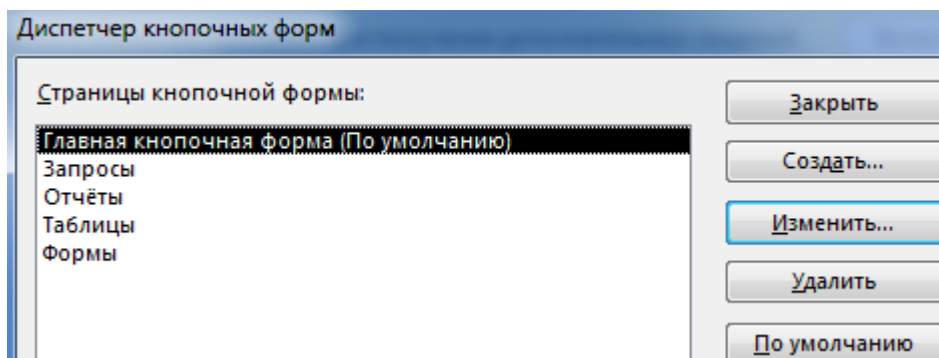 Диспетчер кнопочных форм
Страницы кнопочной формы:
Главная кнопочная форма (По умолчанию)
Запросы
Отчёты
Таблицы
Формы
Закрыть
Создать...
Изменить...
Удалить
По умолчанию